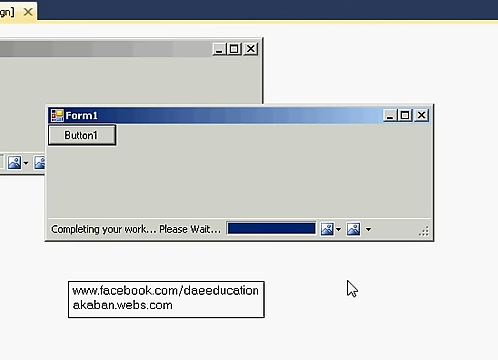 gn]
Form1
Button1
Completing your work... Please Wait...
www.facebook.com/daeeducation
akaban.webs.com